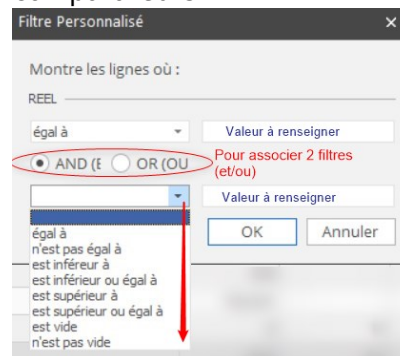 Filtre Personnalisé ×
Montre les lignes où :
REEL
égal à Valeur à renseigner
AND (E OR (OU Pour associer 2 filtres
(et/ou)
Valeur à renseigner
égal à
OK Annuler
n'est pas égal à
est inféreur à
est inférieur ou égal à
est supérieur à
est supérieur ou égal à
est vide
n'est pas vide